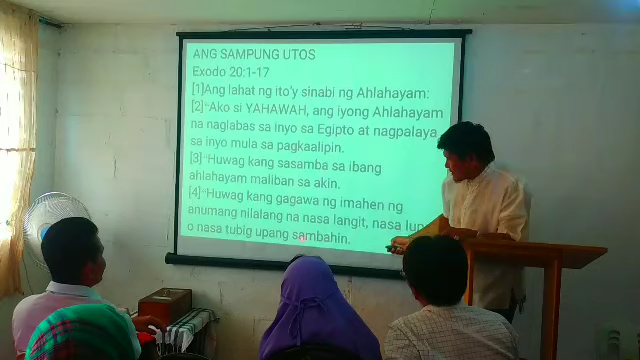 ANG SAMPUNG UTOS
Exodo 20:1-17
[1]Ang lahat ng ito'y sinabi ng Ahlahayam:
[2]"Ako si YAHAWAH, ang iyong Ahlahayam
na naglabas sa inyo sa Egipto at nagpalaya
sa inyo mula sa pagkaalipin.
[3]"Huwag kang sasamba sa ibang
ahlahayam maliban sa akin.
[4]"Huwag kang gagawa ng imahen ng
anumang nilalang na nasa langit, nasa lup
o nasa tubig upang sambahin.